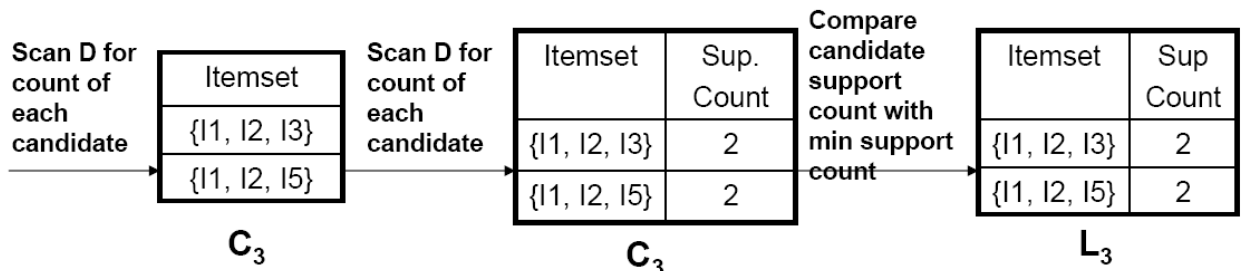 Scan D for
count of
each
candidate
Itemset
{I1, I2, I3}
{I1, I2, I5}
C3
Scan D for
count of
each
candidate
Itemset Sup.
Count
{I1, I2, I3} 2
{I1, I2, I5} 2
C3
Compare
candidate
support
count with
min support
count
Itemset Sup
Count
{I1, I2, I3} 2
{I1, I2, I5} 2
L3